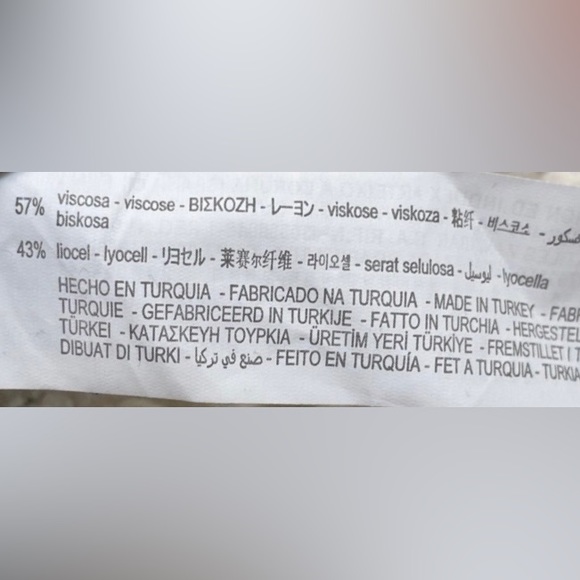 57% viscosa - viscose - ΒΙΣΚΟΖΗ - レーヨン - viskose - viskoza - 粘纤 - 비스코스 -
biskosa
43% liocel - lyocell - リヨセル - 莱赛尔纤维 - 라이오셀 - serat selulosa - ليوسيل - lyocella
HECHO EN TURQUIA - FABRICADO NA TURQUIA - MADE IN TURKEY - FABR
TURQUIE - GEFABRICEERD IN TURKIJE - FATTO IN TURCHIA - HERGESTEL
TÜRKEI - ΚΑΤΑΣΚΕΥΗ ΤΟΥΡΚΙΑ - ÜRETİM YERİ TÜRKİYE - FREMSTILLET I T
DIBUAT DI TURKI - صنع في تركيا - FEITO EN TURQUÍA - FET A TURQUIA - TURKIA